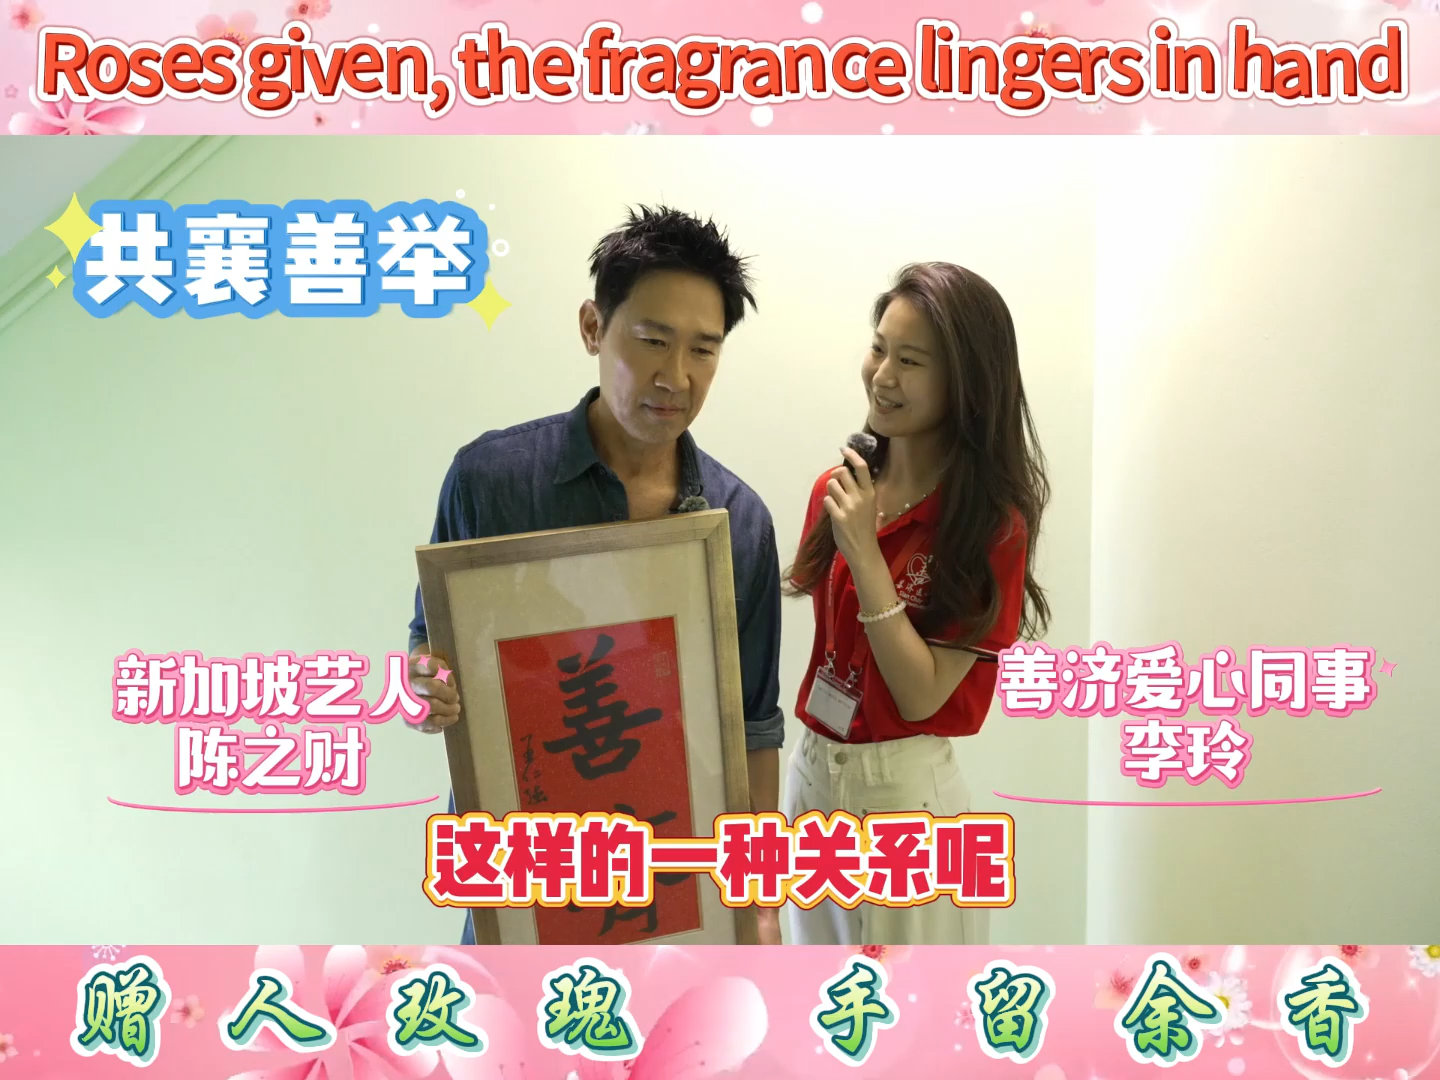 Roses given, the fragrance lingers in hand
共襄善举
新加坡艺人
陈之财
善济爱心同事
李玲
善
这样的一种关系呢
赠人玫瑰 手留余香